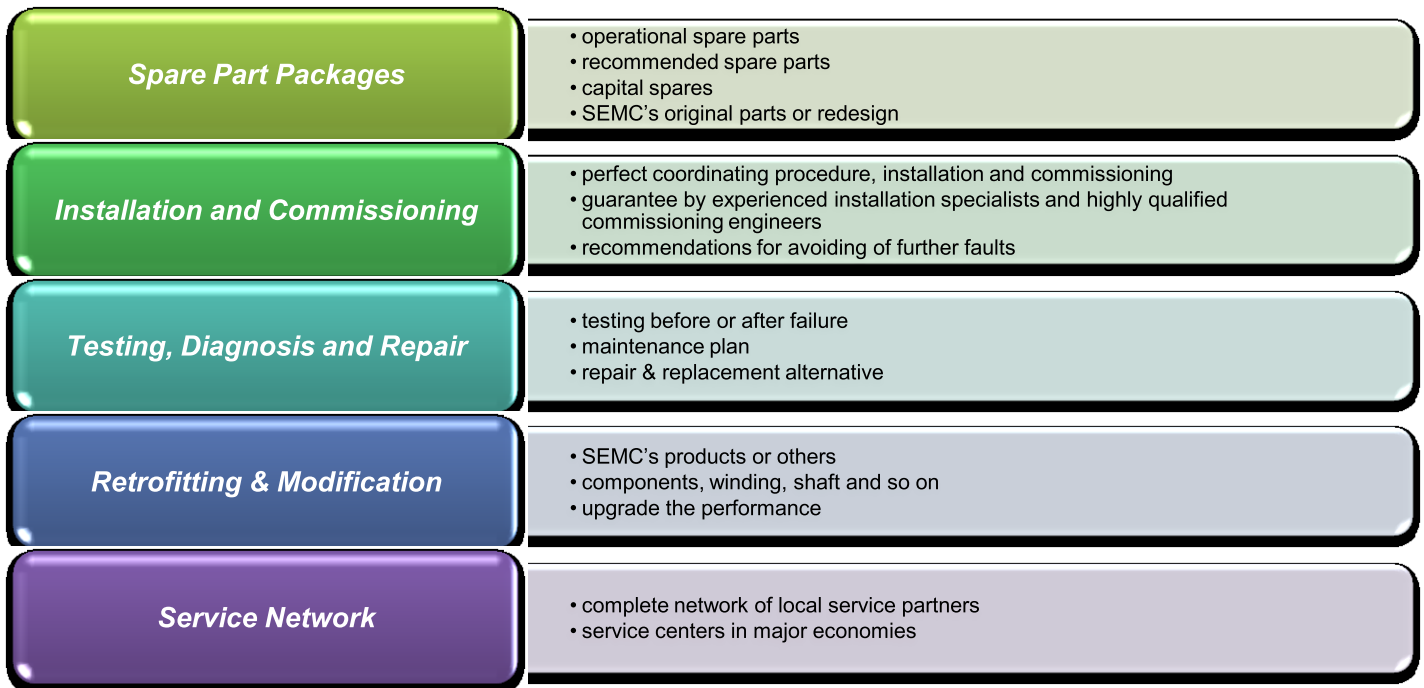 Spare Part Packages
• operational spare parts
• recommended spare parts
• capital spares
• SEMC's original parts or redesign
Installation and Commissioning
• perfect coordinating procedure, installation and commissioning
• guarantee by experienced installation specialists and highly qualified
commissioning engineers
• recommendations for avoiding of further faults
Testing, Diagnosis and Repair
• testing before or after failure
• maintenance plan
• repair & replacement alternative
Retrofitting & Modification
• SEMC's products or others
• components, winding, shaft and so on
• upgrade the performance
Service Network
• complete network of local service partners
• service centers in major economies